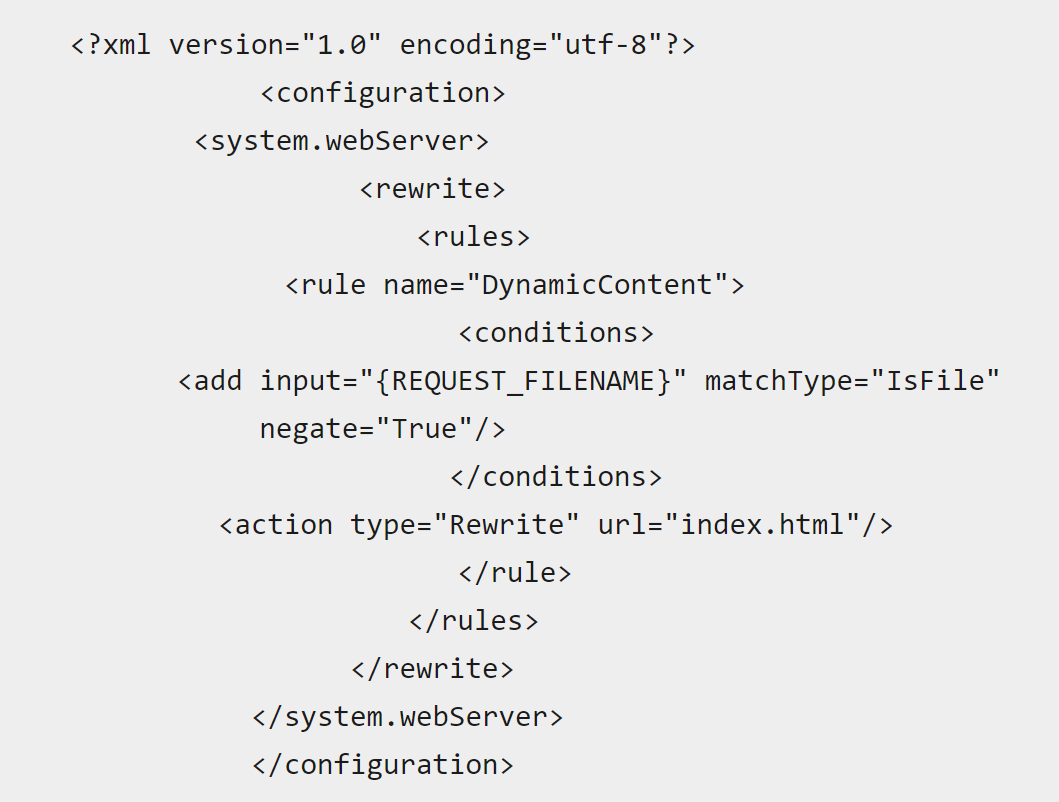 <?xml version="1.0" encoding="utf-8"?>
<configuration>
<system.webServer>
<rewrite>
<rules>
<rule name="DynamicContent">
<conditions>
<add input="{REQUEST_FILENAME}" matchType="IsFile"
negate="True"/>
</conditions>
<action type="Rewrite" url="index.html"/>
</rule>
</rules>
</rewrite>
</system.webServer>
</configuration>